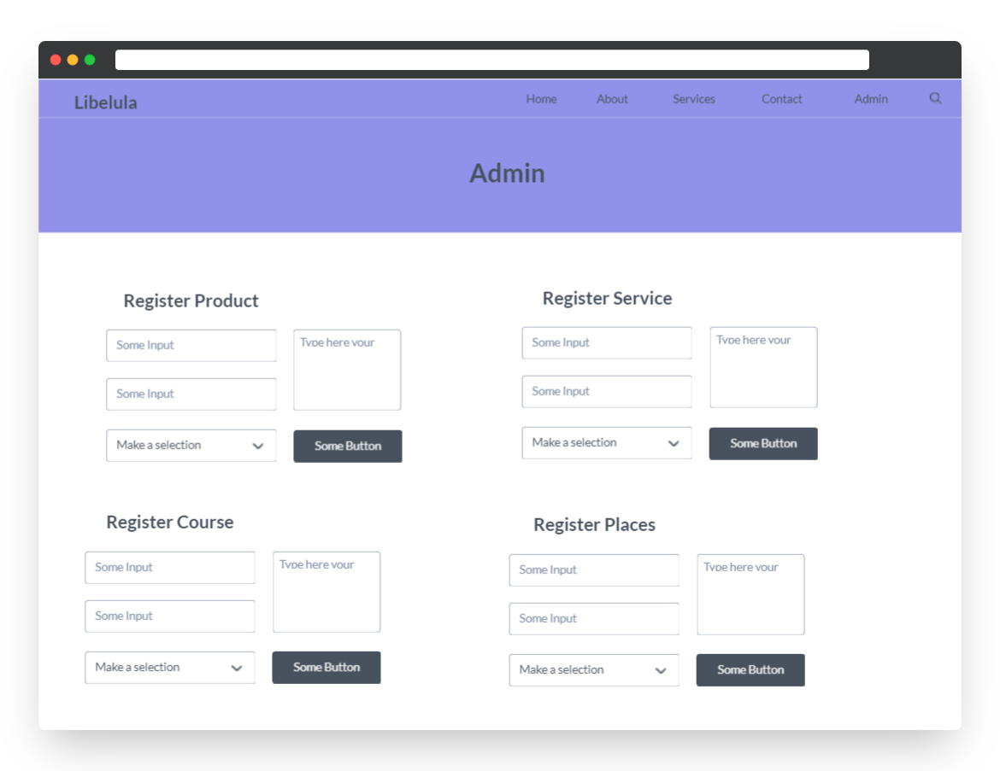 Libelula
Home About Services Contact Admin
Admin
Register Product
Some Input
Type here your
Some Input
Make a selection
Some Button
Register Service
Some Input
Type here your
Some Input
Make a selection
Some Button
Register Course
Some Input
Type here your
Some Input
Make a selection
Some Button
Register Places
Some Input
Type here your
Some Input
Make a selection
Some Button